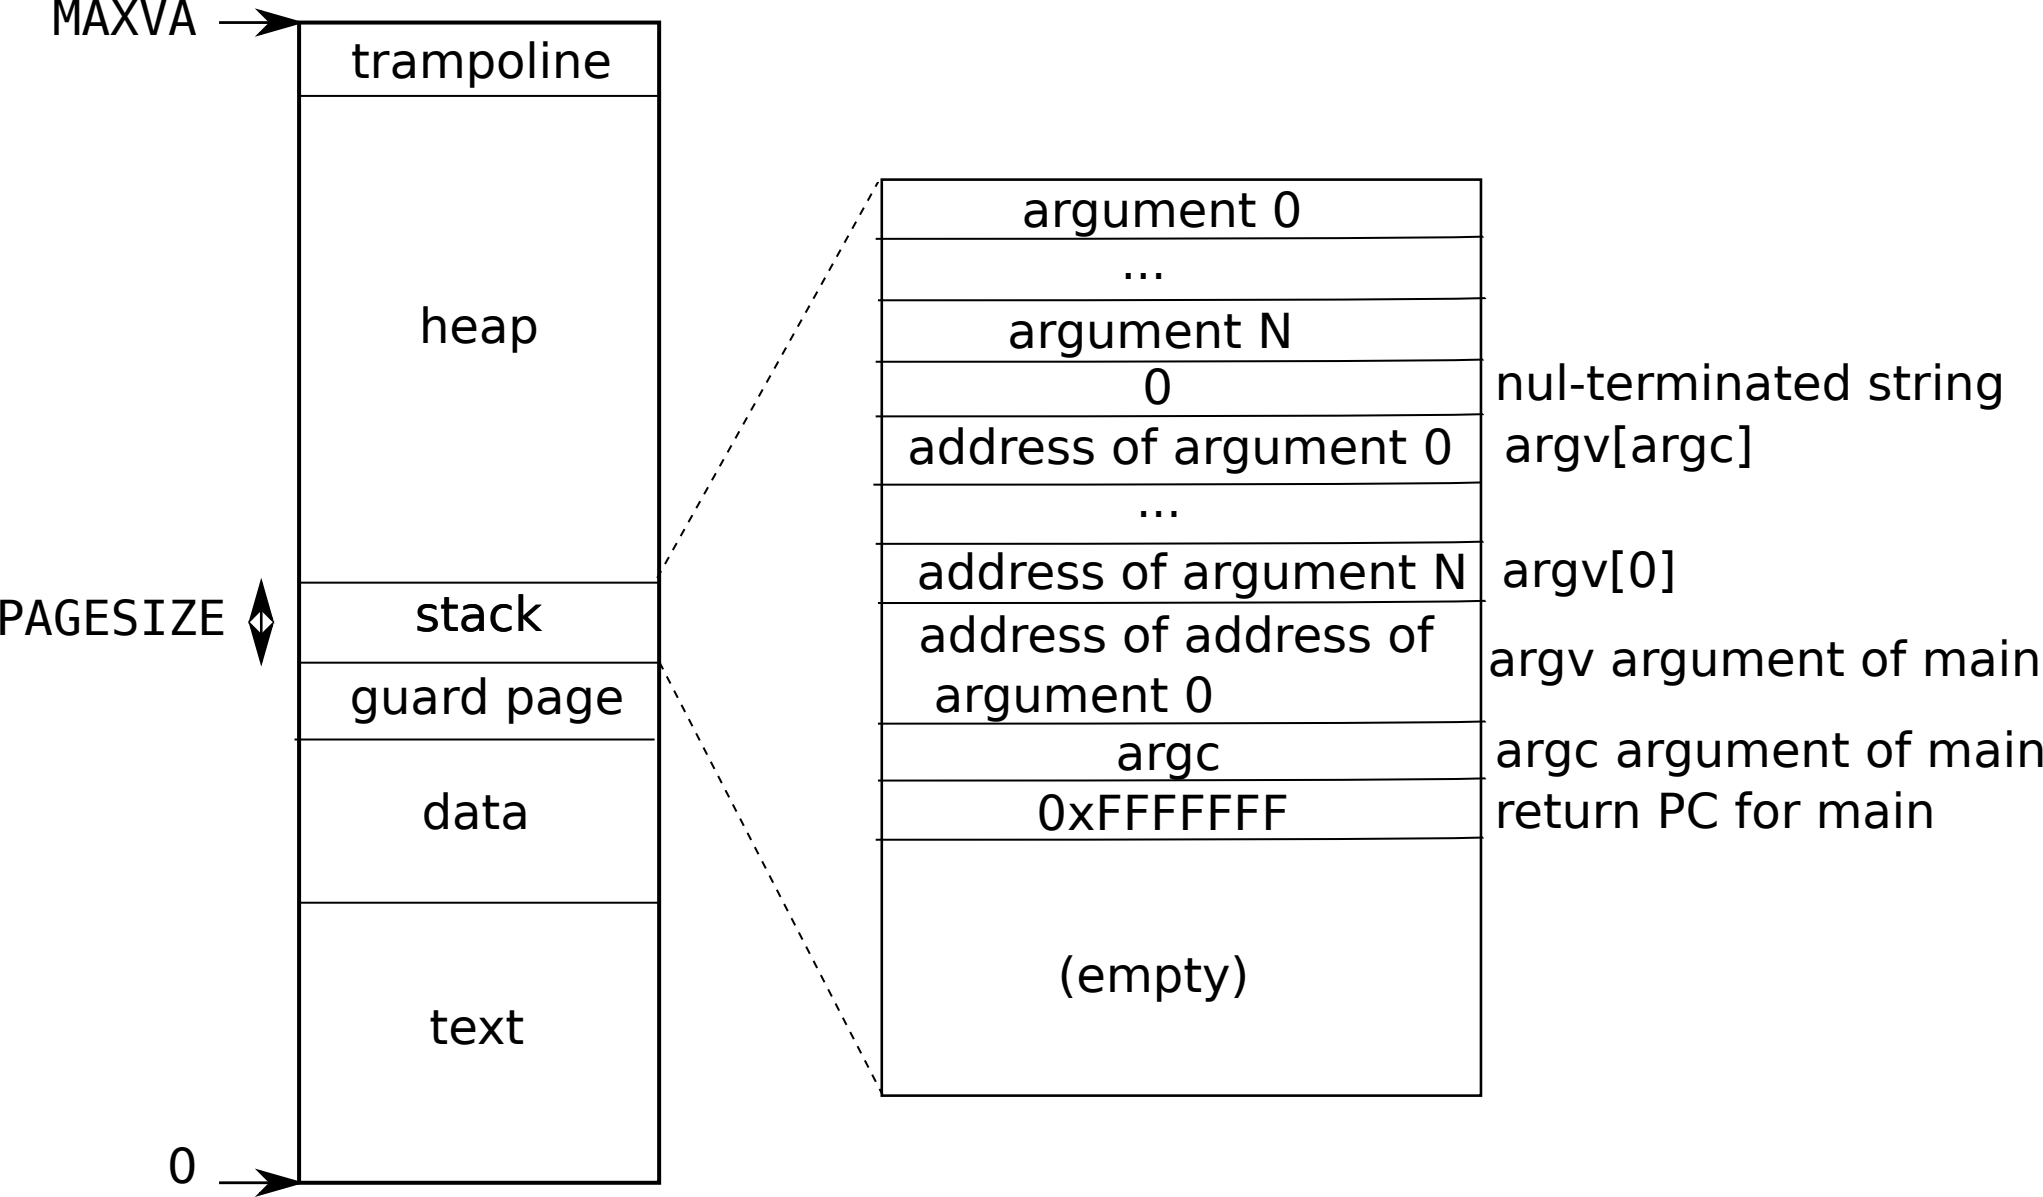 MAXVA
trampoline
heap
PAGESIZE
stack
guard page
data
text
0
argument 0
...
argument N
0 nul-terminated string
address of argument 0 argv[argc]
...
address of argument N argv[0]
address of address of
argument 0
argv argument of main
argc argc argument of main
0xFFFFFFF return PC for main
(empty)